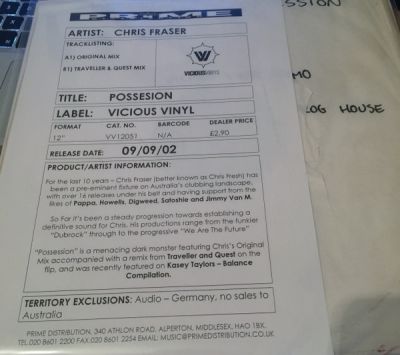 PRIME
ARTIST: CHRIS FRASER
TRACKLISTING:
A1) ORIGINAL MIX
B1) TRAVELLER & QUEST MIX
VICIOUSVINYL
TITLE: POSSESION
LABEL: VICIOUS VINYL
FORMAT CAT. NO. BARCODE DEALER PRICE
12" VV12051 N/A £2.90
RELEASE DATE: 09/09/02
PRODUCT/ARTIST INFORMATION:
For the last 10 years – Chris Fraser (better known as Chris Fresh) has
been a pre-eminent fixture on Australia's clubbing landscape,
with over 16 releases under his belt and having support from the
likes of Pappa, Howells, Digweed, Satoshie and Jimmy Van M.
So Far it's been a steady progression towards establishing a
definitive sound for Chris. His productions range from the funkier
"Dubrock" through to the progressive "We Are The Future"
"Possession" is a menacing dark monster featuring Chris's Original
Mix accompanied with a remix from Traveller and Quest on the
flip, and was recently featured on Kasey Taylors – Balance
Compilation.
TERRITORY EXCLUSIONS: Audio – Germany, no sales to
Australia
PRIME DISTRIBUTION, 340 ATHLON ROAD, ALPERTON, MIDDLESEX, HAO 1BX.
TEL 020 8601 2200 FAX.020 8601 2254 EMAIL: MUSIC@PRIMEDISTRIBUTION.CO.UK
SSION
MO
LOG HOUSE